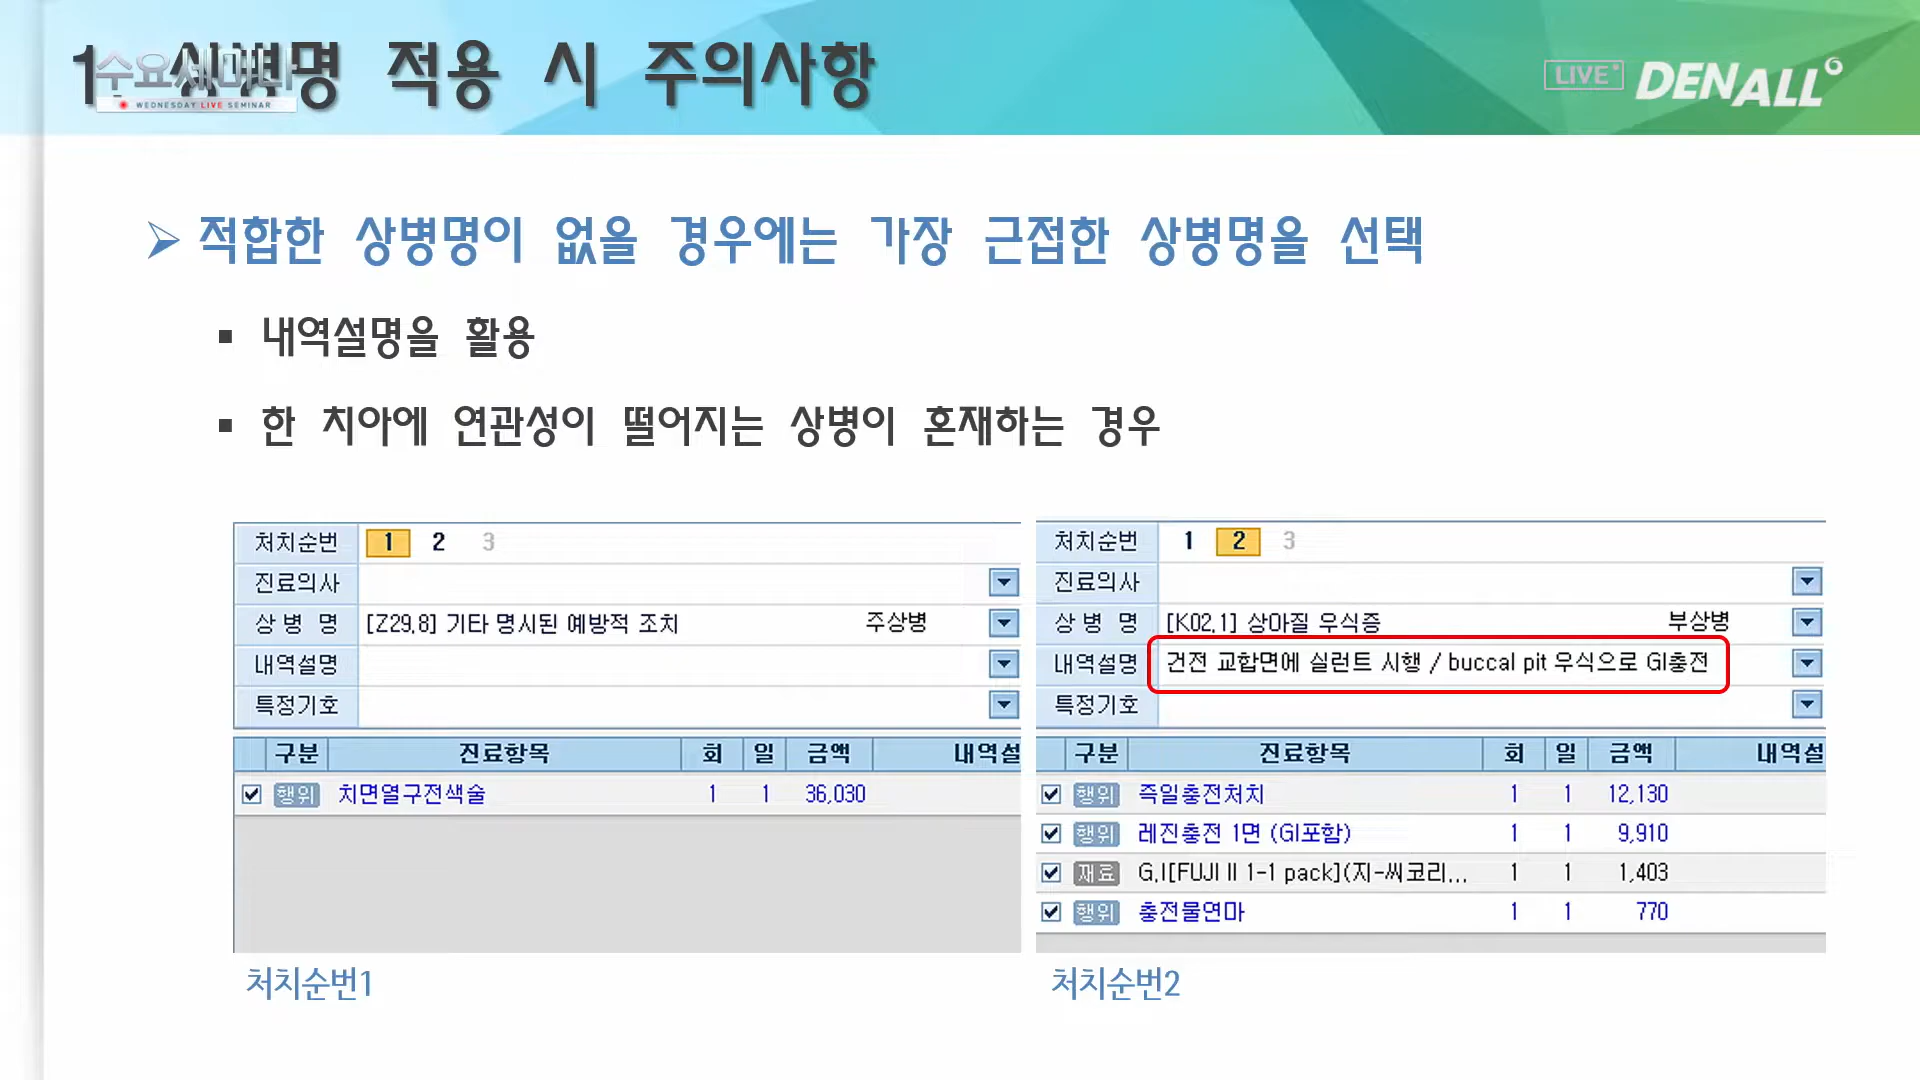 1. 상병명 적용 시 주의사항
수요세미나
WEDNESDAY LIVE SEMINAR
LIVE DENALL
➢ 적합한 상병명이 없을 경우에는 가장 근접한 상병명을 선택
▪ 내역설명을 활용
▪ 한 치아에 연관성이 떨어지는 상병이 혼재하는 경우
처치순번 1 2 3
진료의사
상 병 명 [Z29.8] 기타 명시된 예방적 조치 주상병
내역설명
특정기호
구분 진료항목 회 일 금액 내역설
행위 치면열구전색술 1 1 36,030
처치순번1
처치순번 1 2 3
진료의사
상 병 명 [K02.1] 상아질 우식증 부상병
내역설명 건전 교합면에 실런트 시행 / buccal pit 우식으로 GI충전
특정기호
구분 진료항목 회 일 금액 내역설
행위 즉일충전처치 1 1 12,130
행위 레진충전 1면 (GI포함) 1 1 9,910
재료 G.I[FUJI II 1-1 pack](지-씨코리... 1 1 1,403
행위 충전물연마 1 1 770
처치순번2